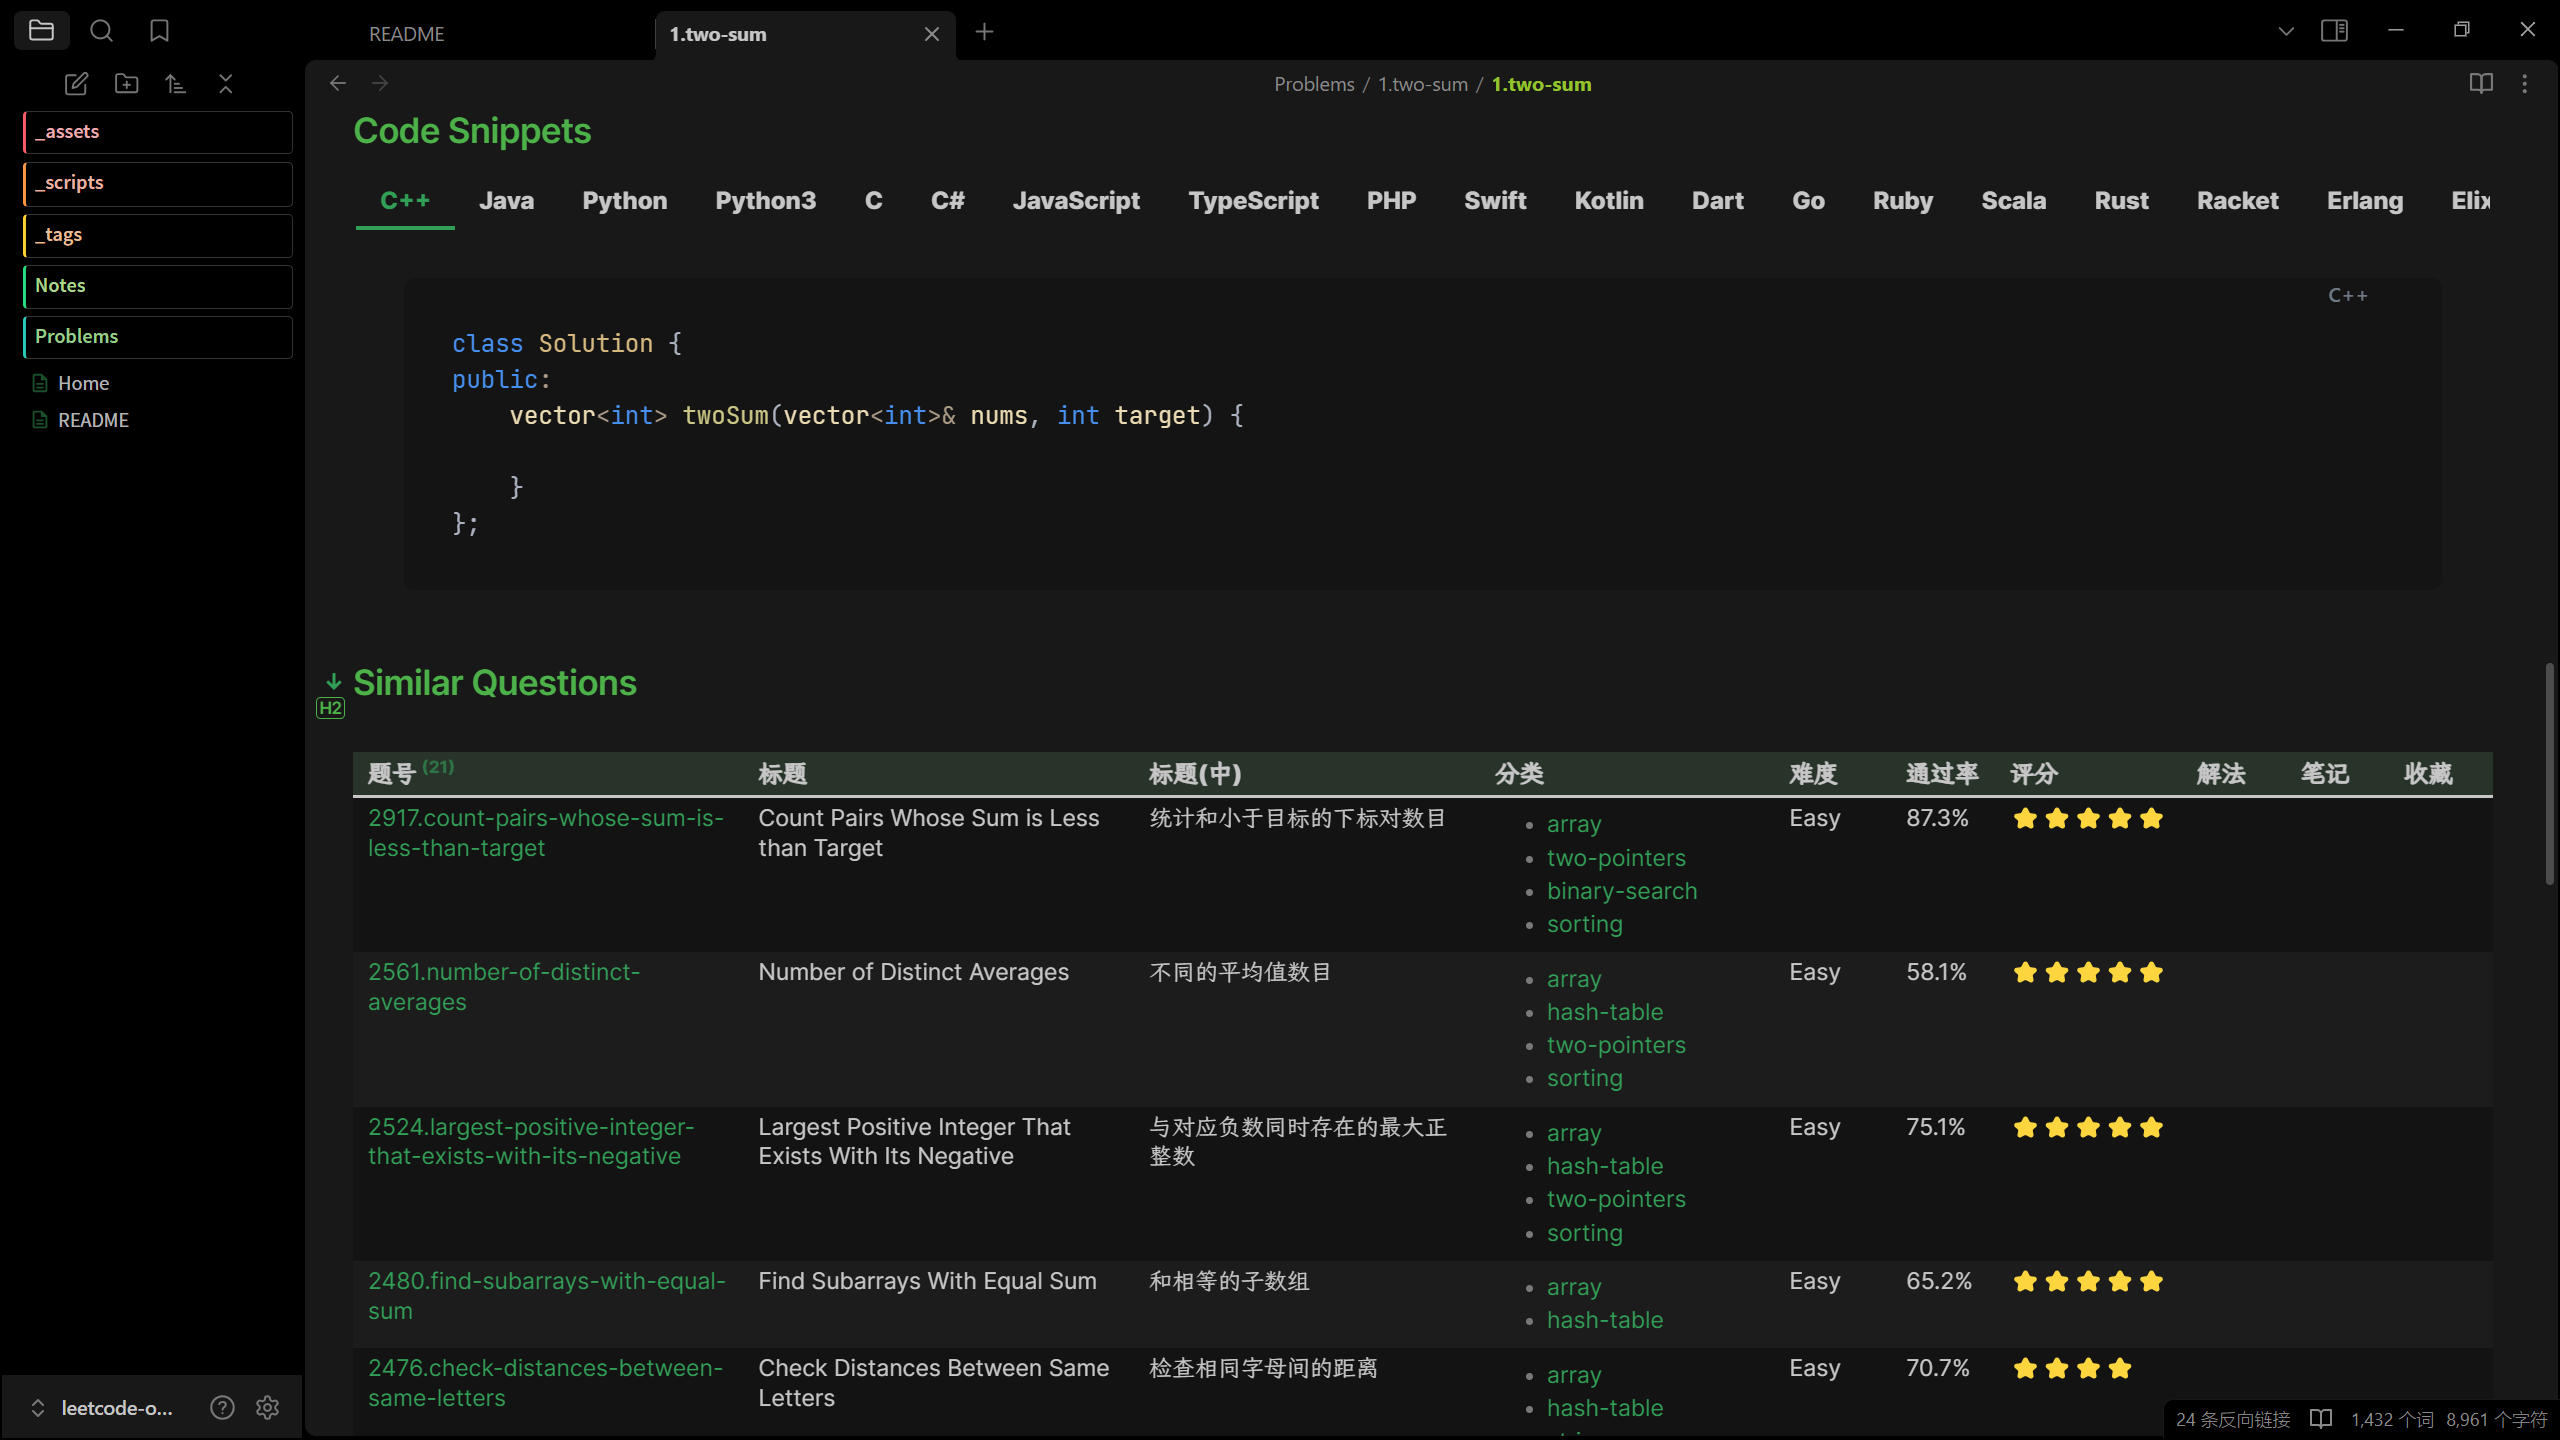 README
1.two-sum
Problems / 1.two-sum / 1.two-sum
_assets
_scripts
_tags
Notes
Problems
Home
README
leetcode-o...
Code Snippets
C++ Java Python Python3 C C# JavaScript TypeScript PHP Swift Kotlin Dart Go Ruby Scala Rust Racket Erlang Elix
C++
class Solution {
public:
    vector<int> twoSum(vector<int>& nums, int target) {
    }
};
H2
Similar Questions
题号 (21) 标题 标题(中) 分类 难度 通过率 评分 解法 笔记 收藏
2917.count-pairs-whose-sum-is-
less-than-target
Count Pairs Whose Sum is Less
than Target
统计和小于目标的下标对数目
array
two-pointers
binary-search
sorting
Easy
87.3%
2561.number-of-distinct-
averages
Number of Distinct Averages
不同的平均值数目
array
hash-table
two-pointers
sorting
Easy
58.1%
2524.largest-positive-integer-
that-exists-with-its-negative
Largest Positive Integer That
Exists With Its Negative
与对应负数同时存在的最大正
整数
array
hash-table
two-pointers
sorting
Easy
75.1%
2480.find-subarrays-with-equal-
sum
Find Subarrays With Equal Sum
和相等的子数组
array
hash-table
Easy
65.2%
2476.check-distances-between-
same-letters
Check Distances Between Same
Letters
检查相同字母间的距离
array
hash-table
Easy
70.7%
24 条反向链接 1,432 个词 8,961 个字符